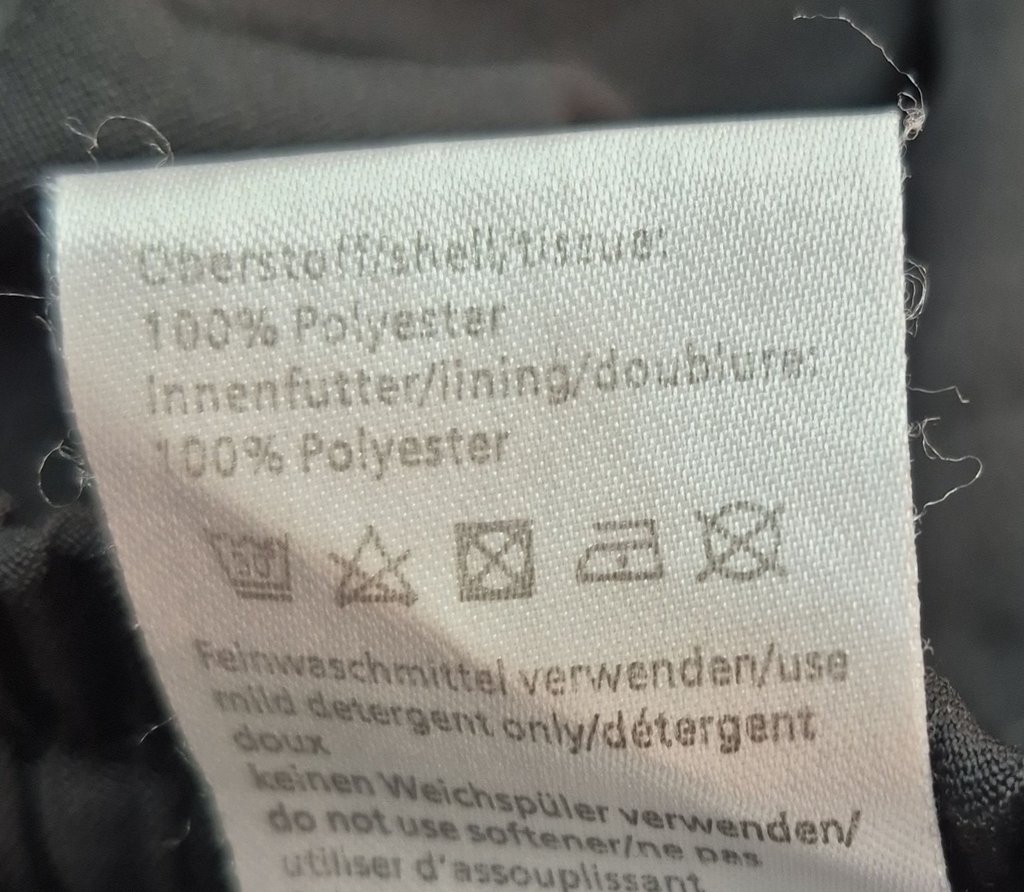 Oberstoff/shell/tissue:
100% Polyester
Innenfutter/lining/doublure:
100% Polyester
30
Feinwaschmittel verwenden/use
mild detergent only/détergent
doux
keinen Weichspüler verwenden/
do not use softener/ne pas
utiliser d'assouplissant